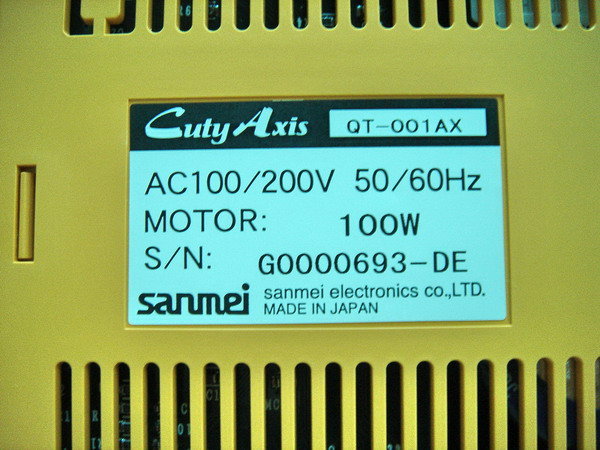 Cuty Axis QT-001AX
AC100/200V 50/60Hz
MOTOR: 100W
S/N: G0000693-DE
sanmei sanmei electronics co.,LTD.
MADE IN JAPAN